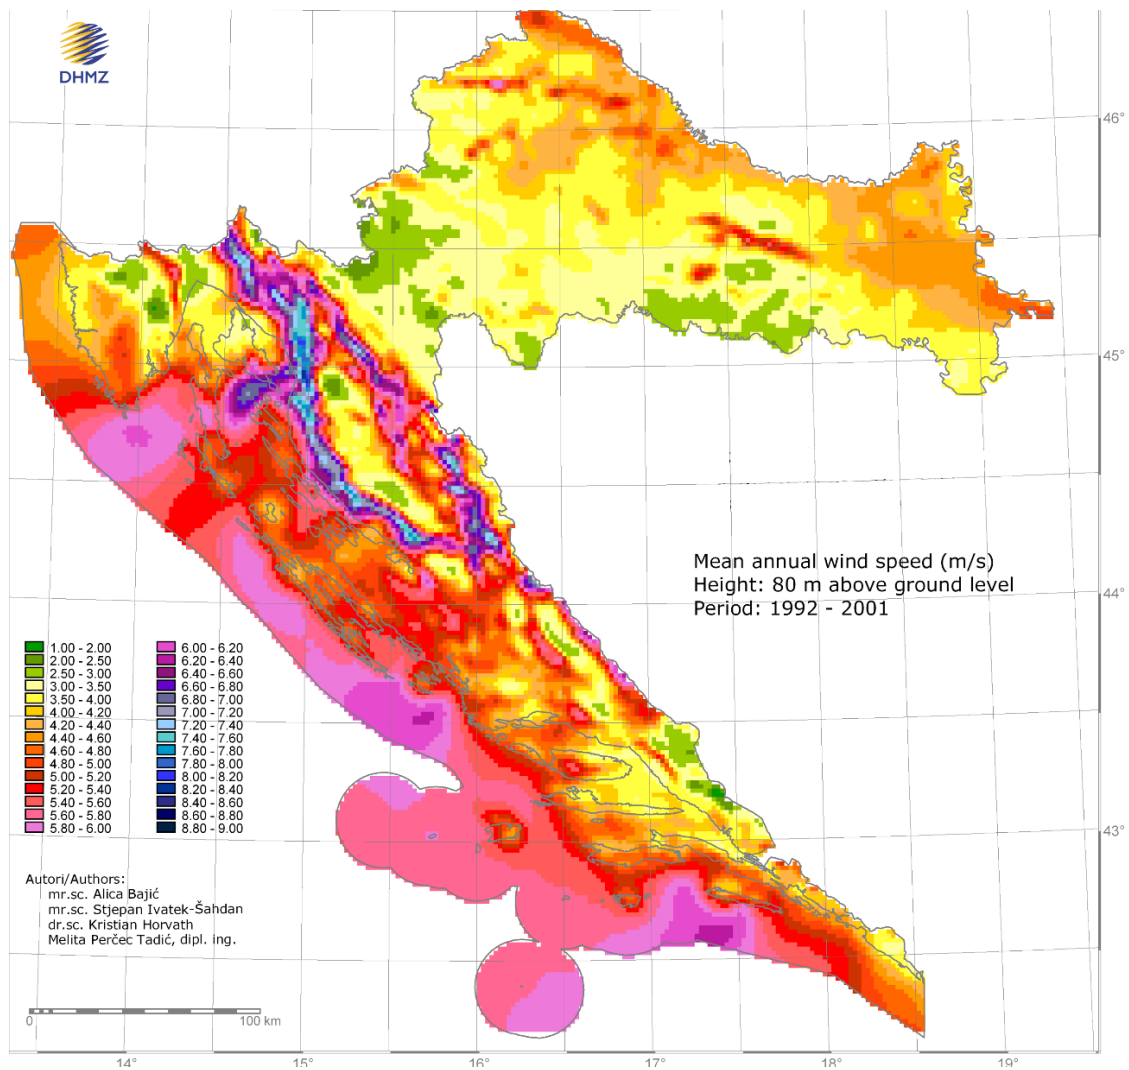 DHMZ
46°
45°
Mean annual wind speed (m/s)
Height: 80 m above ground level
Period: 1992 - 2001
44°
1.00 - 2.00
2.00 - 2.50
2.50 - 3.00
3.00 - 3.50
3.50 - 4.00
4.00 - 4.20
4.20 - 4.40
4.40 - 4.60
4.60 - 4.80
4.80 - 5.00
5.00 - 5.20
5.20 - 5.40
5.40 - 5.60
5.60 - 5.80
5.80 - 6.00
6.00 - 6.20
6.20 - 6.40
6.40 - 6.60
6.60 - 6.80
6.80 - 7.00
7.00 - 7.20
7.20 - 7.40
7.40 - 7.60
7.60 - 7.80
7.80 - 8.00
8.00 - 8.20
8.20 - 8.40
8.40 - 8.60
8.60 - 8.80
8.80 - 9.00
43°
Autori/Authors:
mr.sc. Alica Bajić
mr.sc. Stjepan Ivatek-Šahdan
dr.sc. Kristian Horvath
Melita Perčec Tadić, dipl. ing.
0 100 km
14° 15° 16° 17° 18° 19°